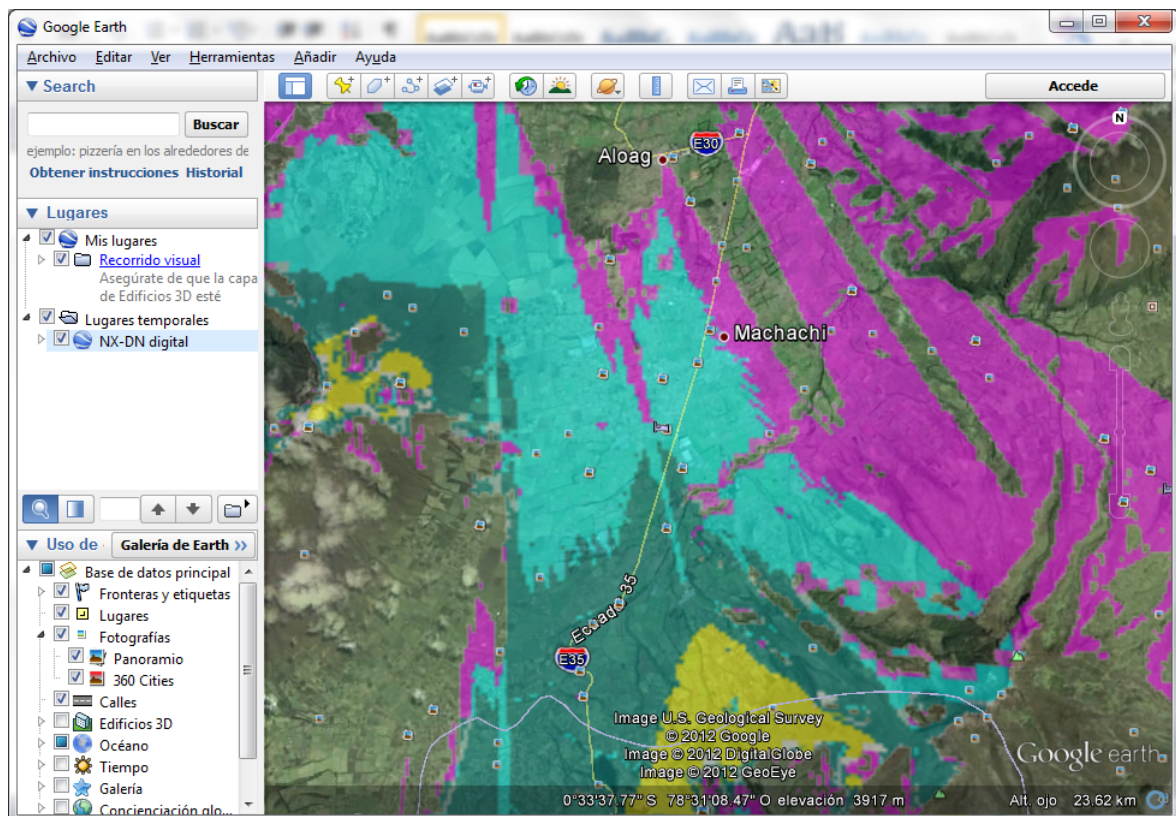 Google Earth
Archivo Editar Ver Herramientas Añadir Ayuda
Search
Buscar
ejemplo: pizzería en los alrededores de
Obtener instrucciones Historial
Lugares
Mis lugares
Recorrido visual
Asegúrate de que la capa
de Edificios 3D esté
Lugares temporales
NX-DN digital
Uso de
Galería de Earth >>
Base de datos principal
Fronteras y etiquetas
Lugares
Fotografías
Panoramio
360 Cities
Calles
Edificios 3D
Océano
Tiempo
Galería
Concienciación glo...
Accede
N
E30
Aloag
Machachi
Ecuado 35
E35
Image U.S. Geological Survey
© 2012 Google
Image © 2012 DigitalGlobe
Image © 2012 GeoEye
Google earth
0°33'37.77" S 78°31'08.47" O elevación 3917 m
Alt. ojo 23.62 km